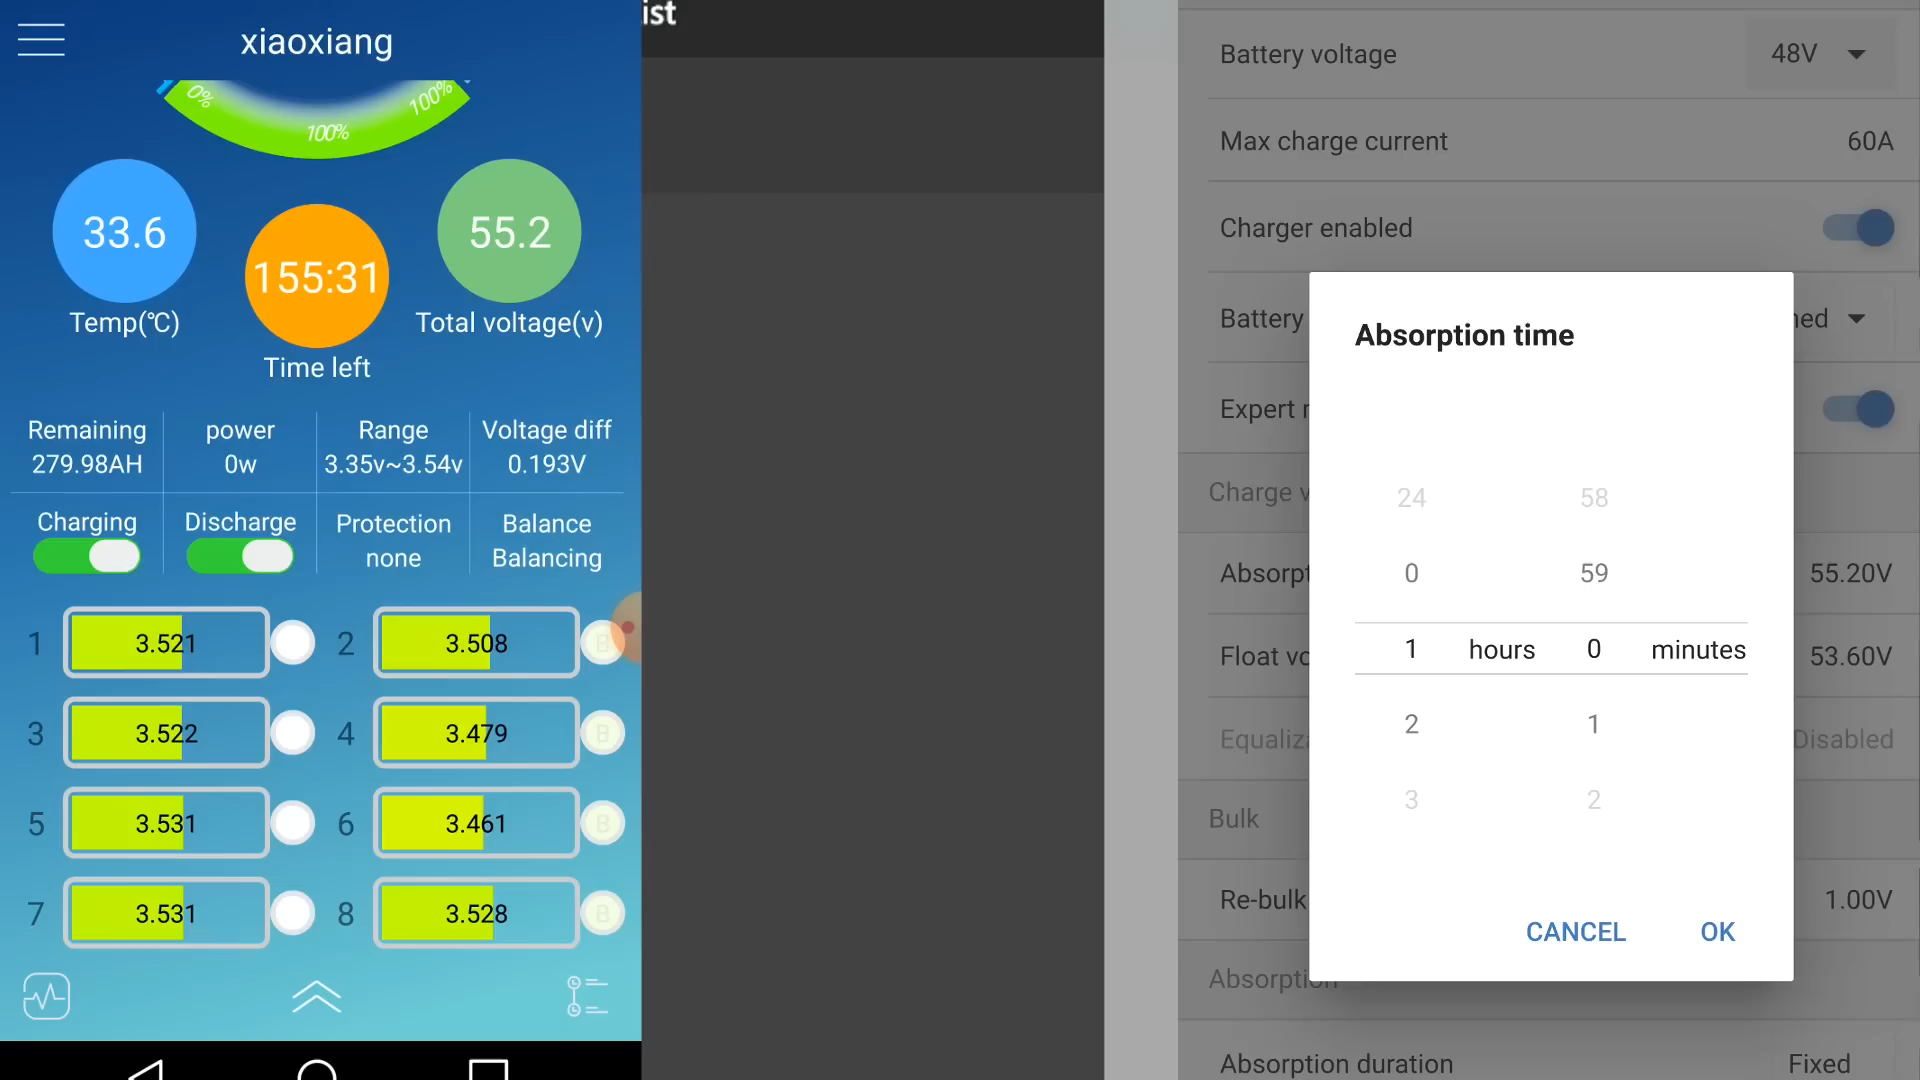 xiaoxiang
0%
100%
100%
33.6
155:31
55.2
Temp(℃)
Time left
Total voltage(v)
Remaining
279.98AH
power
0w
Range
3.35v~3.54v
Voltage diff
0.193V
Charging
Discharge
Protection
none
Balance
Balancing
1 3.521
2 3.508 B
3 3.522
4 3.479 B
5 3.531
6 3.461 B
7 3.531
8 3.528 B
ist
Battery voltage 48V
Max charge current 60A
Charger enabled
Battery ned
Expert r
Charge v
Absorpt 55.20V
Float vo 53.60V
Equaliza Disabled
Bulk
Re-bulk 1.00V
Absorption
Absorption duration Fixed
Absorption time
24 58
0 59
1 hours 0 minutes
2 1
3 2
CANCEL OK